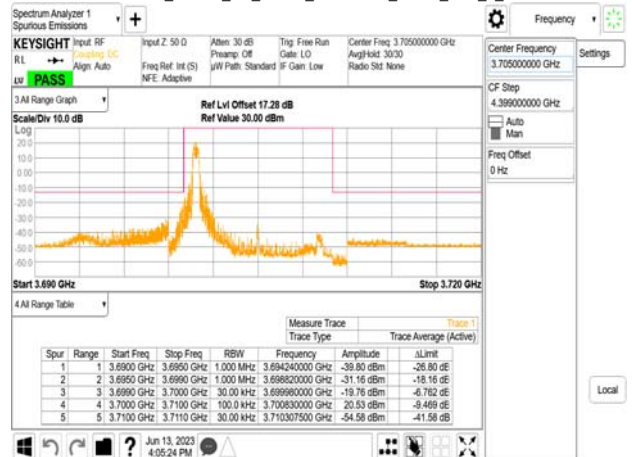 Spectrum Analyzer 1
Spurious Emissions
Frequency
KEYSIGHT
Input: RF
Input Z: 50 Ω
Atten: 30 dB
Trig: Free Run
Center Freq: 3.705000000 GHz
RL
Coupling: DC
Preamp: Off
Gate: LO
Avg|Hold: 30/30
Align: Auto
Freq Ref: Int (S)
µW Path: Standard
IF Gain: Low
Radio Std: None
NFE: Adaptive
LU
PASS
Center Frequency
3.705000000 GHz
Settings
CF Step
4.399000000 GHz
Auto
Man
Freq Offset
0 Hz
3 All Range Graph
Ref Lvl Offset 17.28 dB
Scale/Div 10.0 dB
Ref Value 30.00 dBm
Log
20.0
10.0
0.00
-10.0
-20.0
-30.0
-40.0
-50.0
-60.0
Start 3.690 GHz
Stop 3.720 GHz
4 All Range Table
Measure Trace Trace 1
Trace Type Trace Average (Active)
Spur Range Start Freq Stop Freq RBW Frequency Amplitude ΔLimit
1 1 3.6900 GHz 3.6950 GHz 1.000 MHz 3.694240000 GHz -39.80 dBm -26.80 dB
2 2 3.6950 GHz 3.6990 GHz 1.000 MHz 3.698820000 GHz -31.16 dBm -18.16 dB
3 3 3.6990 GHz 3.7000 GHz 30.00 kHz 3.699980000 GHz -19.76 dBm -6.762 dB
4 4 3.7000 GHz 3.7100 GHz 100.0 kHz 3.700830000 GHz 20.53 dBm -9.469 dB
5 5 3.7100 GHz 3.7110 GHz 30.00 kHz 3.710307500 GHz -54.58 dBm -41.58 dB
Local
Jun 13, 2023
4:05:24 PM